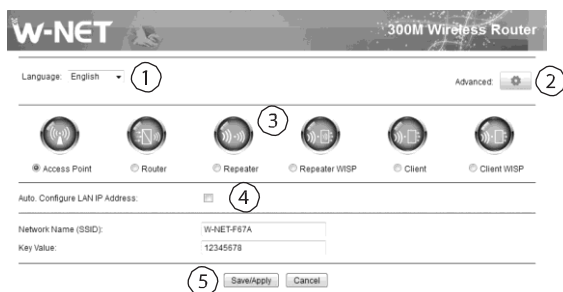 W-NET
300M Wireless Router
Language: English 1
Advanced: 2
3
Access Point Router Repeater Repeater WISP Client Client WISP
Auto. Configure LAN IP Address: 4
Network Name (SSID): W-NET-F67A
Key Value: 12345678
5 Save/Apply Cancel